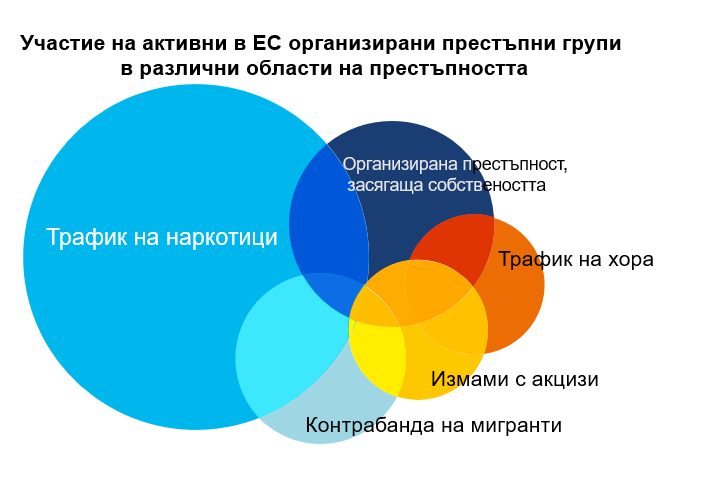 Участие на активни в ЕС организирани престъпни групи
в различни области на престъпността
Организирана престъпност,
засягаща собствеността
Трафик на наркотици
Трафик на хора
Измами с акцизи
Контрабанда на мигранти